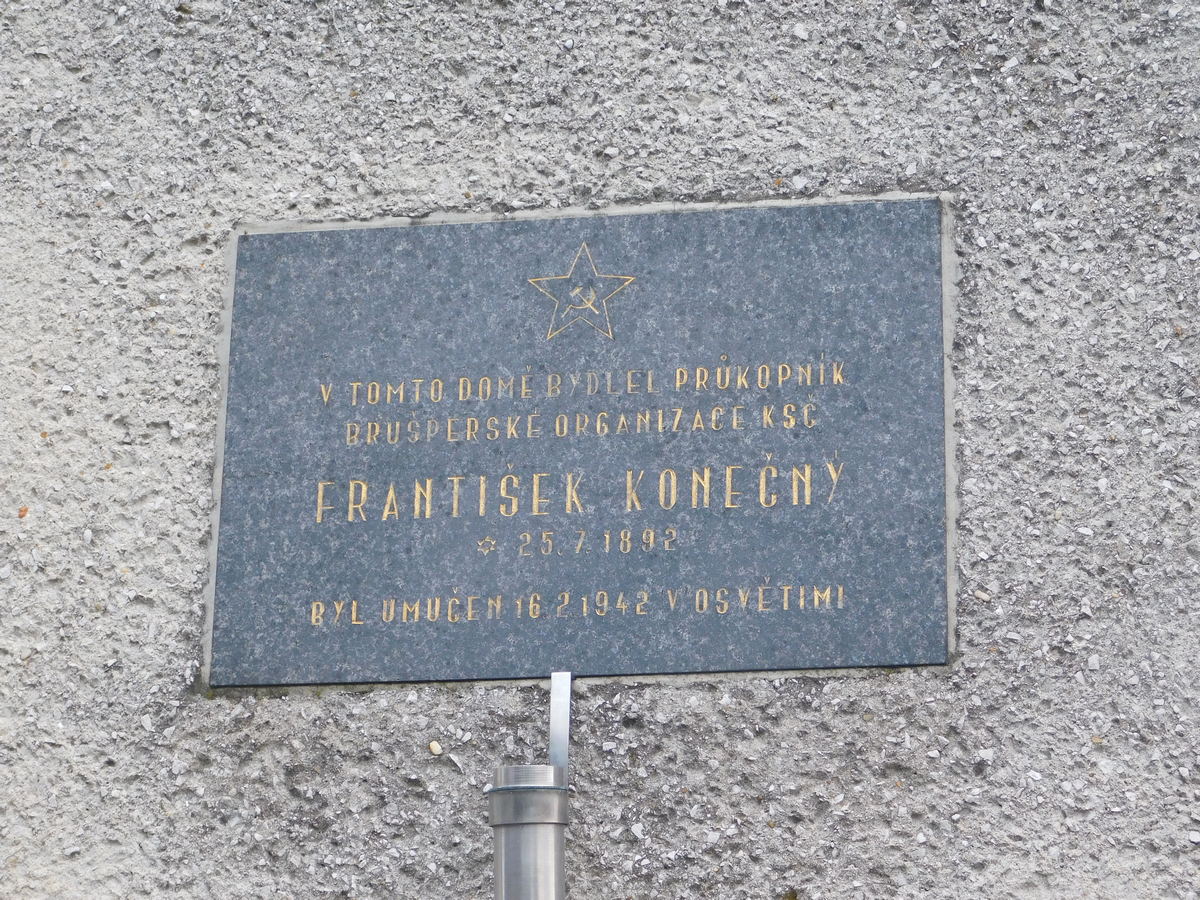 V TOMTO DOMĚ BYDLEL PRŮKOPNÍK
BRUŠPERSKÉ ORGANIZACE KSČ
FRANTIŠEK KONEČNÝ
✡ 25. 7. 1892
BYL UMUČEN 16. 2. 1942 V OSVĚTIMI